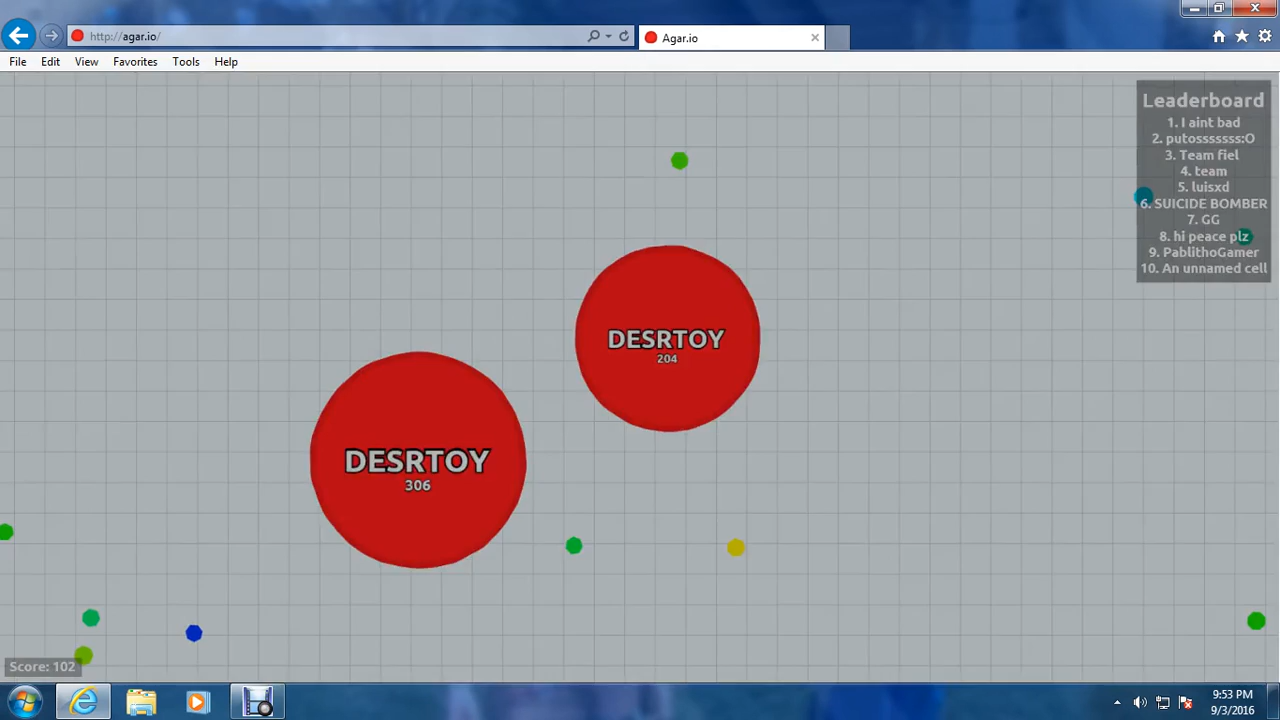 http://agar.io/
Agar.io
File Edit View Favorites Tools Help
Leaderboard
1. I aint bad
2. putosssssss:O
3. Team fiel
4. team
5. luisxd
6. SUICIDE BOMBER
7. GG
8. hi peace plz
9. PablithoGamer
10. An unnamed cell
DESRTOY
204
DESRTOY
306
Score: 102
9:53 PM
9/3/2016